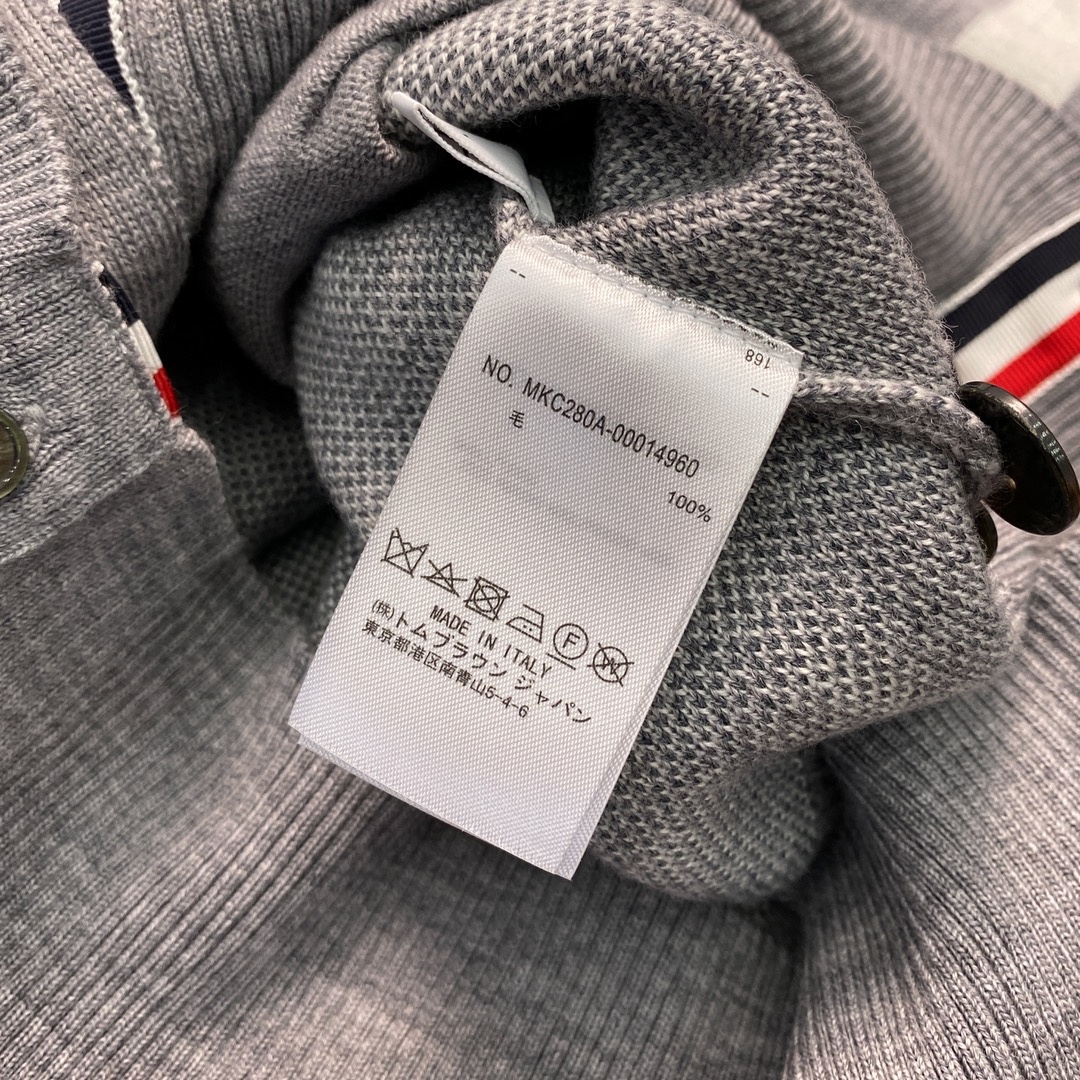 168
NO. MKC280A-00014960
毛
100%
F
W
MADE IN ITALY
(株)トム ブラウン ジャパン
東京都港区南青山5-4-6